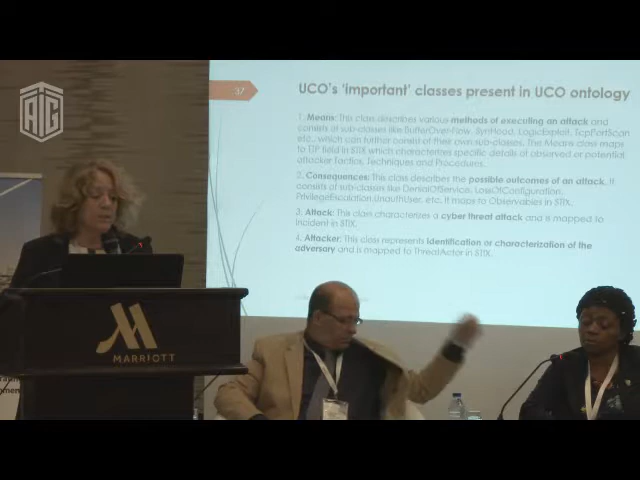 AIG
37
UCO's 'important' classes present in UCO ontology
1. Means: This class describes various methods of executing an attack and
consists of sub-classes like BufferOverFlow, SynFlood, LogicExploit, TcpPortScan
etc., which can further consist of their own sub-classes. The Means class maps
to TTP field in STIX which characterizes specific details of observed or potential
attacker Tactics, Techniques and Procedures.
2. Consequences: This class describes the possible outcomes of an attack. It
consists of sub-classes like DenialOfService, LossOfConfiguration,
PrivilegeEscalation, UnauthUser, etc. It maps to Observables in STIX.
3. Attack: This class characterizes a cyber threat attack and is mapped to
Incident in STIX.
4. Attacker: This class represents identification or characterization of the
adversary and is mapped to ThreatActor in STIX.
MARRIOTT